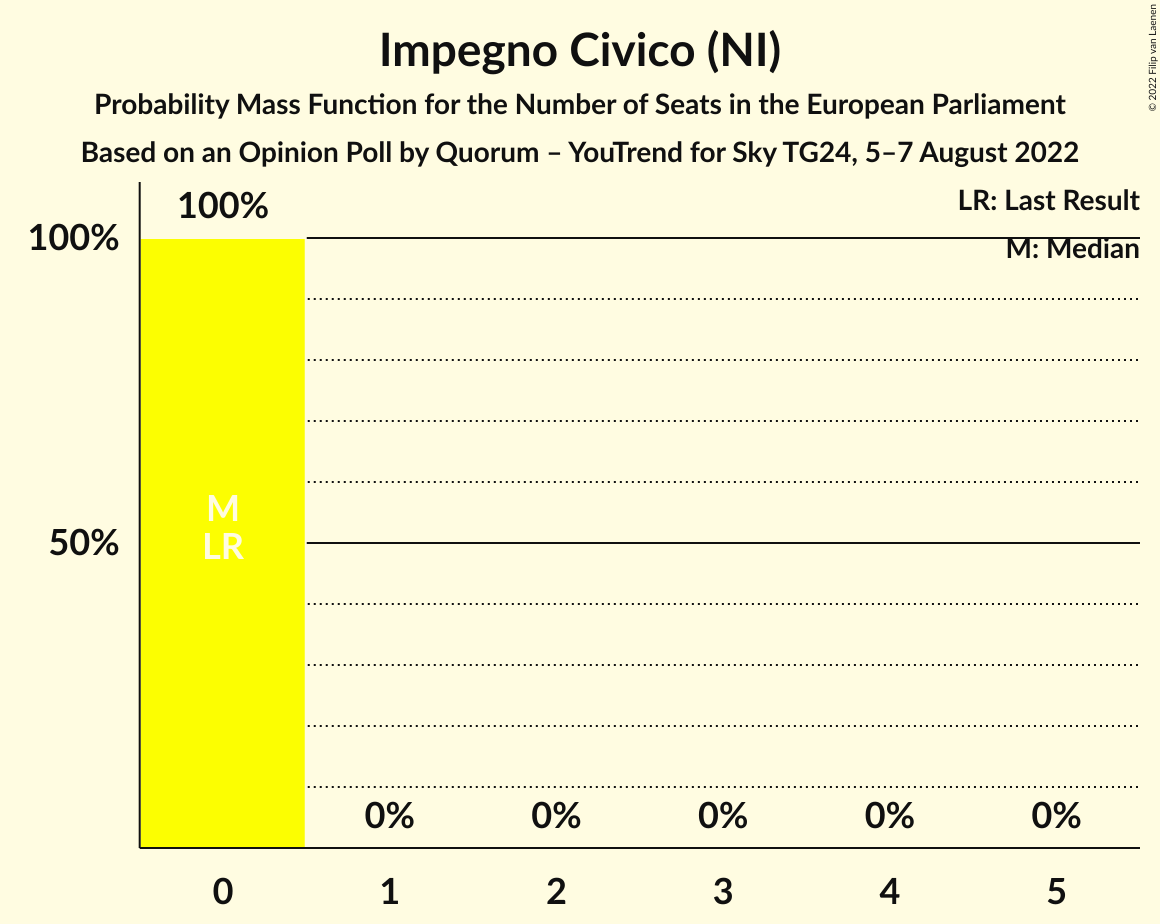 Impegno Civico (NI)
Probability Mass Function for the Number of Seats in the European Parliament
Based on an Opinion Poll by Quorum – YouTrend for Sky TG24, 5–7 August 2022
© 2022 Filip van Laenen
LR: Last Result
M: Median
100%
100%
50%
M
LR
0% 0% 0% 0% 0%
0 1 2 3 4 5